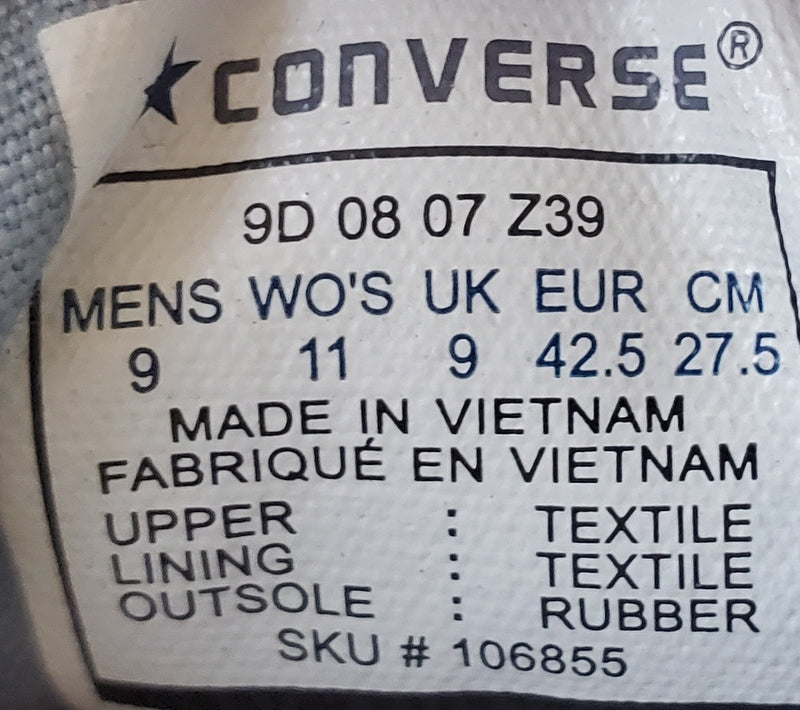 CONVERSE®
9D 08 07 Z39
MENS WO'S UK EUR CM
9 11 9 42.5 27.5
MADE IN VIETNAM
FABRIQUÉ EN VIETNAM
UPPER : TEXTILE
LINING : TEXTILE
OUTSOLE : RUBBER
SKU # 106855